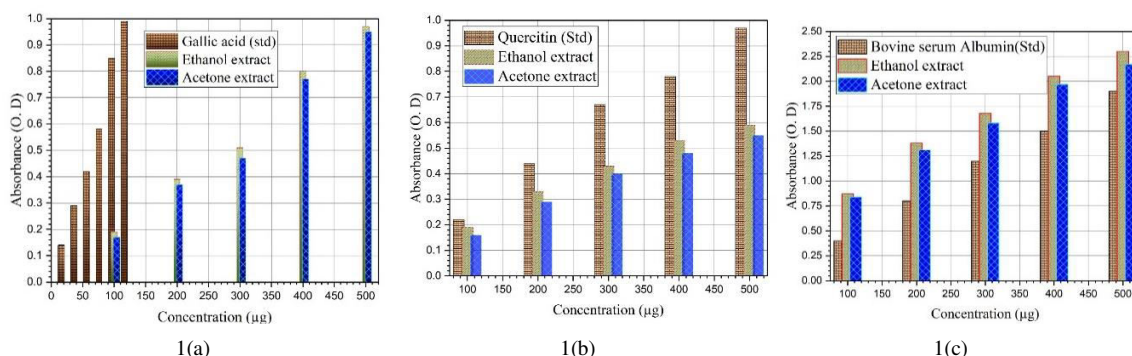 1.0
0.9
0.8
0.7
0.6
0.5
0.4
0.3
0.2
0.1
0.0
Absorbance (O. D)
Gallic acid (std)
Ethanol extract
Acetone extract
0 50 100 150 200 250 300 350 400 450 500
Concentration (µg)
1(a)
1.0
0.9
0.8
0.7
0.6
0.5
0.4
0.3
0.2
0.1
0.0
Absorbance (O. D)
Quercitin (Std)
Ethanol extract
Acetone extract
100 150 200 250 300 350 400 450 500
Concentration (µg)
1(b)
2.50
2.25
2.00
1.75
1.50
1.25
1.00
0.75
0.50
0.25
0.00
Absorbance (O. D)
Bovine serum Albumin(Std)
Ethanol extract
Acetone extract
100 150 200 250 300 350 400 450 500
Concentration (µg)
1(c)